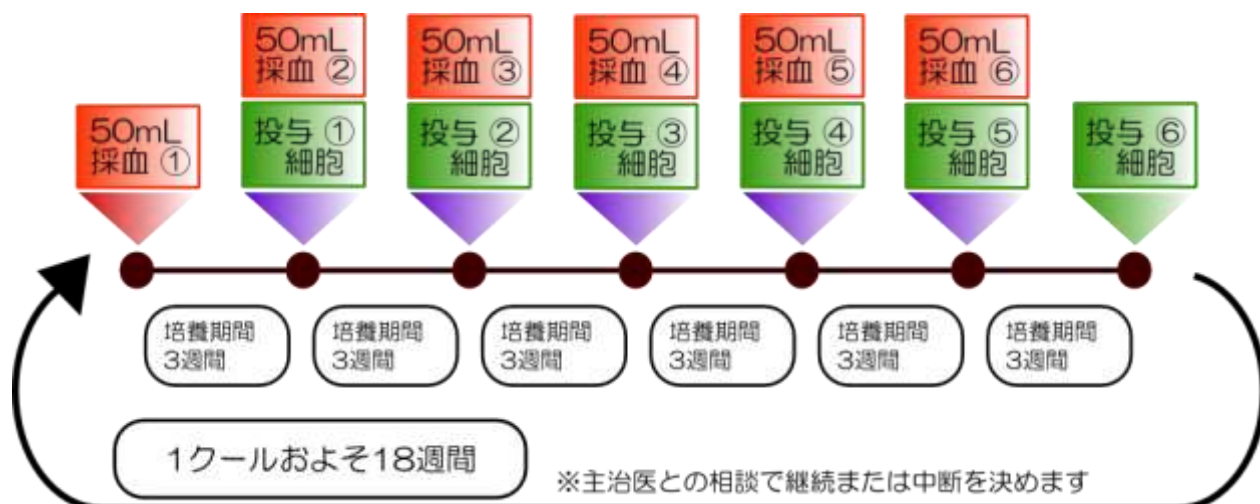 50mL
採血 ②
50mL
採血 ③
50mL
採血 ④
50mL
採血 ⑤
50mL
採血 ⑥
50mL
採血 ①
投与 ①
細胞
投与 ②
細胞
投与 ③
細胞
投与 ④
細胞
投与 ⑤
細胞
投与 ⑥
細胞
培養期間
3週間
培養期間
3週間
培養期間
3週間
培養期間
3週間
培養期間
3週間
培養期間
3週間
1クールおよそ18週間
※主治医との相談で継続または中断を決めます